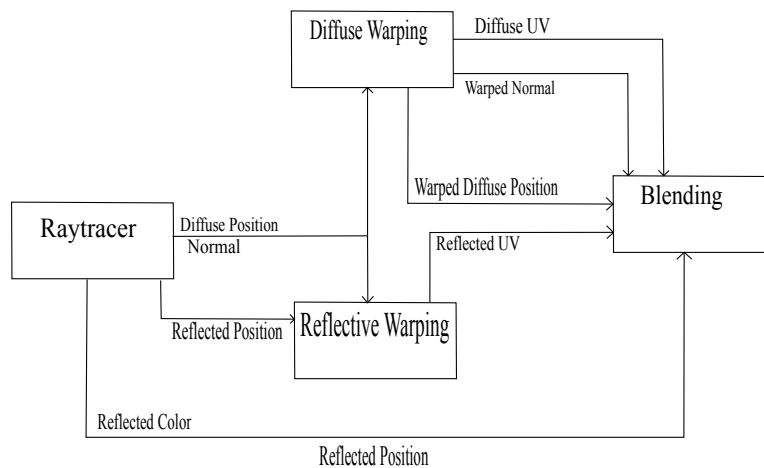 Diffuse Warping
Diffuse UV
Warped Normal
Warped Diffuse Position
Blending
Raytracer
Diffuse Position
Normal
Reflected UV
Reflective Warping
Reflected Position
Reflected Color
Reflected Position